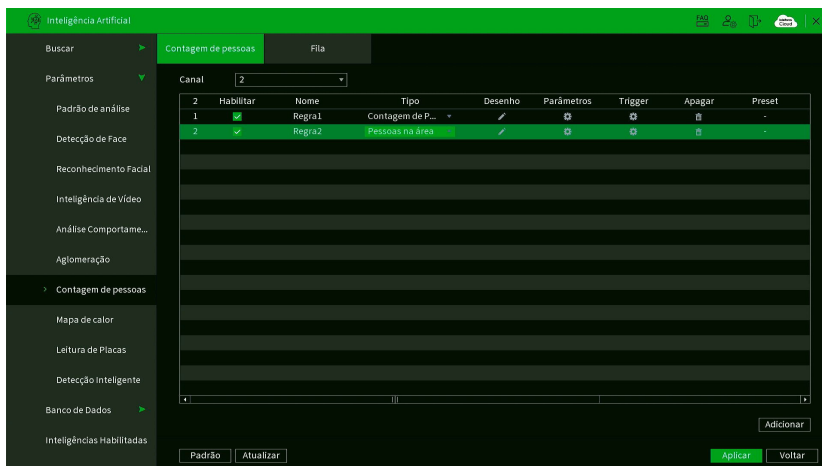 Inteligência Artificial
FAQ
Cloud
Buscar
Contagem de pessoas
Fila
Parâmetros
Canal
2
2 Habilitar Nome Tipo Desenho Parâmetros Trigger Apagar Preset
1 Regra1 Contagem de P... -
2 Regra2 Pessoas na área -
Padrão de análise
Detecção de Face
Reconhecimento Facial
Inteligência de Vídeo
Análise Comportame...
Aglomeração
Contagem de pessoas
Mapa de calor
Leitura de Placas
Detecção Inteligente
Banco de Dados
Inteligências Habilitadas
Adicionar
Padrão
Atualizar
Aplicar
Voltar